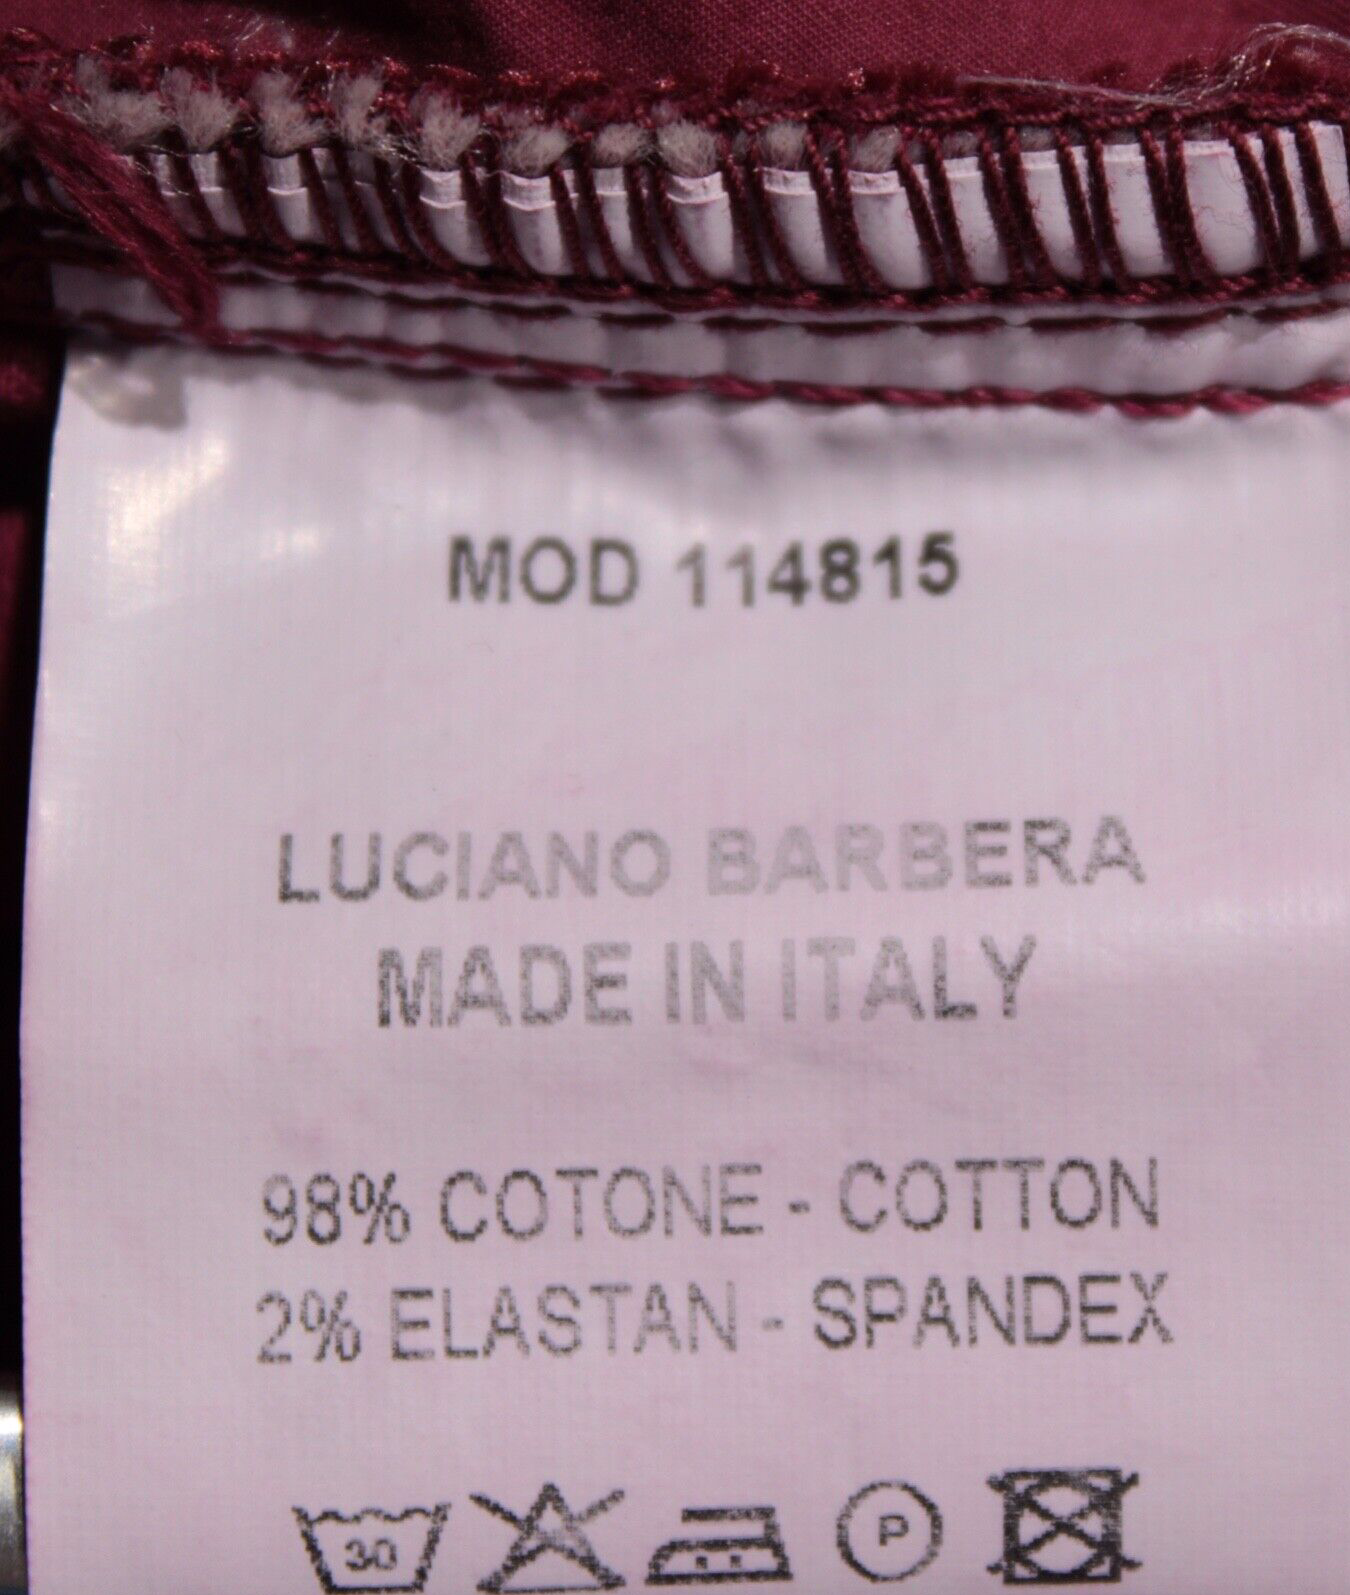 MOD 114815
LUCIANO BARBERA
MADE IN ITALY
98% COTONE - COTTON
2% ELASTAN - SPANDEX
30 P